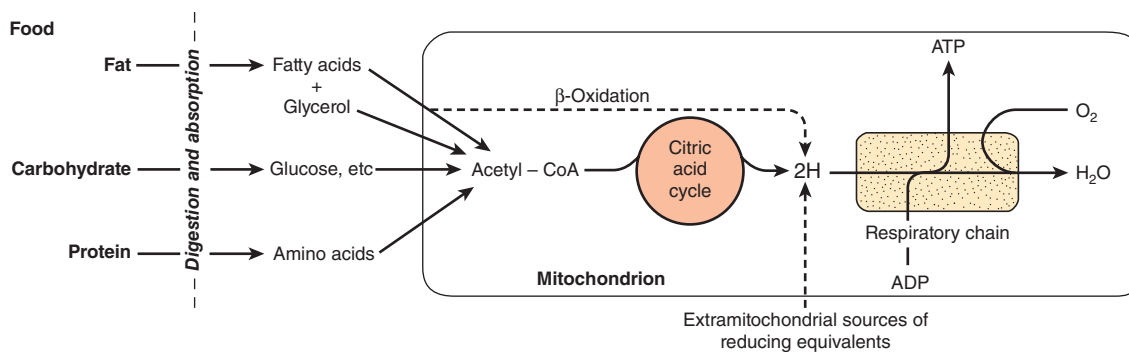 Food
Fat
Carbohydrate
Protein
Digestion and absorption
Fatty acids
+
Glycerol
Glucose, etc
Amino acids
β-Oxidation
Acetyl – CoA
Citric
acid
cycle
2H
ATP
O₂
H₂O
Respiratory chain
ADP
Mitochondrion
Extramitochondrial sources of
reducing equivalents